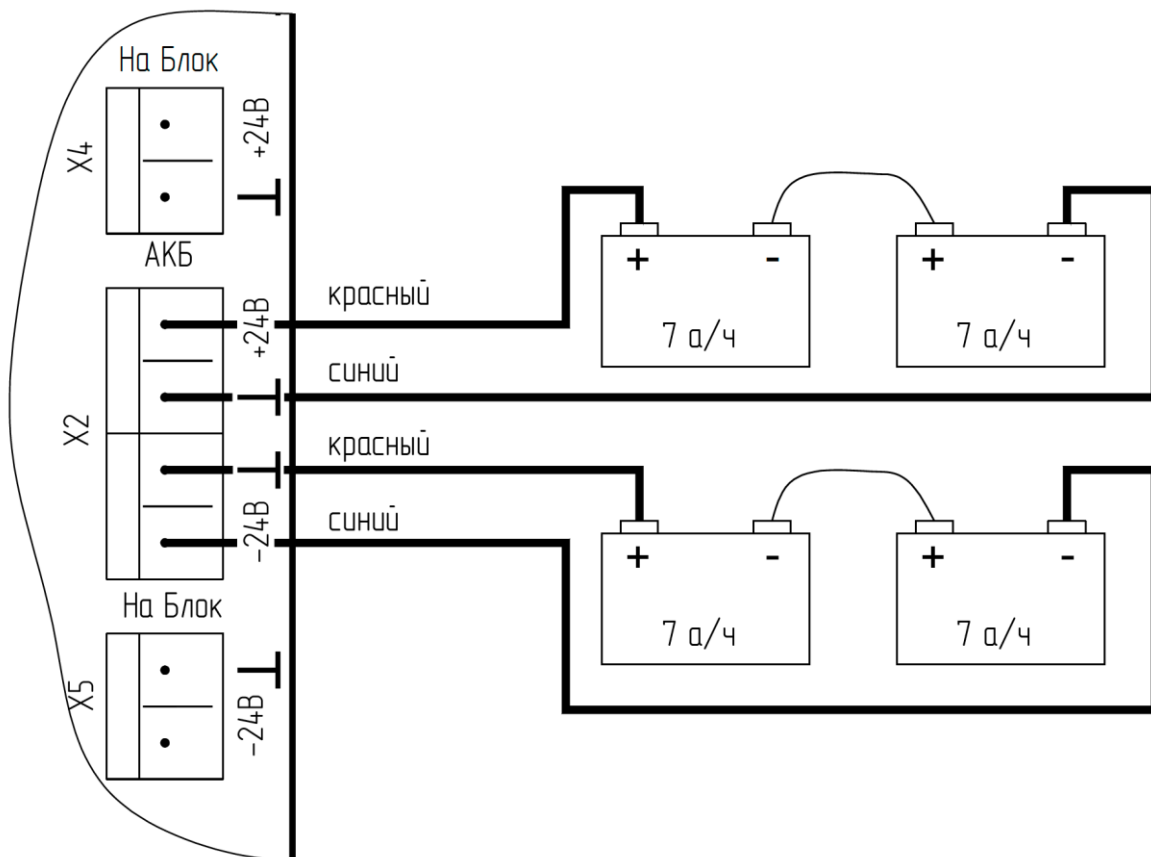 На Блок
X4
+24В
АКБ
X2
+24В
красный
синий
красный
-24В
синий
+ -
7 а/ч
+ -
7 а/ч
+ -
7 а/ч
+ -
7 а/ч
На Блок
X5
-24В